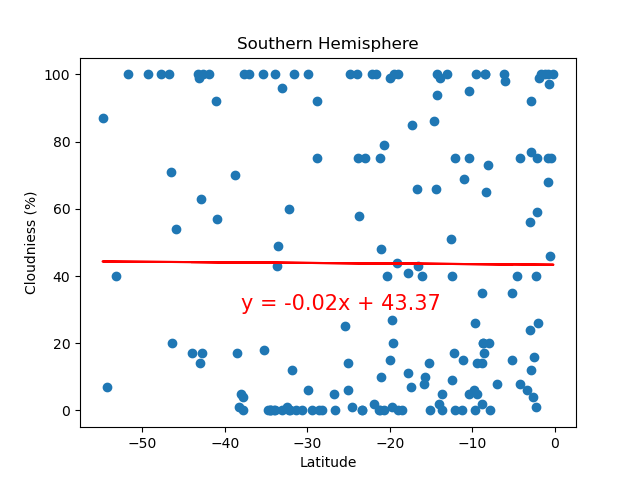 Southern Hemisphere
100
80
60
40
20
0
Cloudniess (%)
y = -0.02x + 43.37
−50 −40 −30 −20 −10 0
Latitude